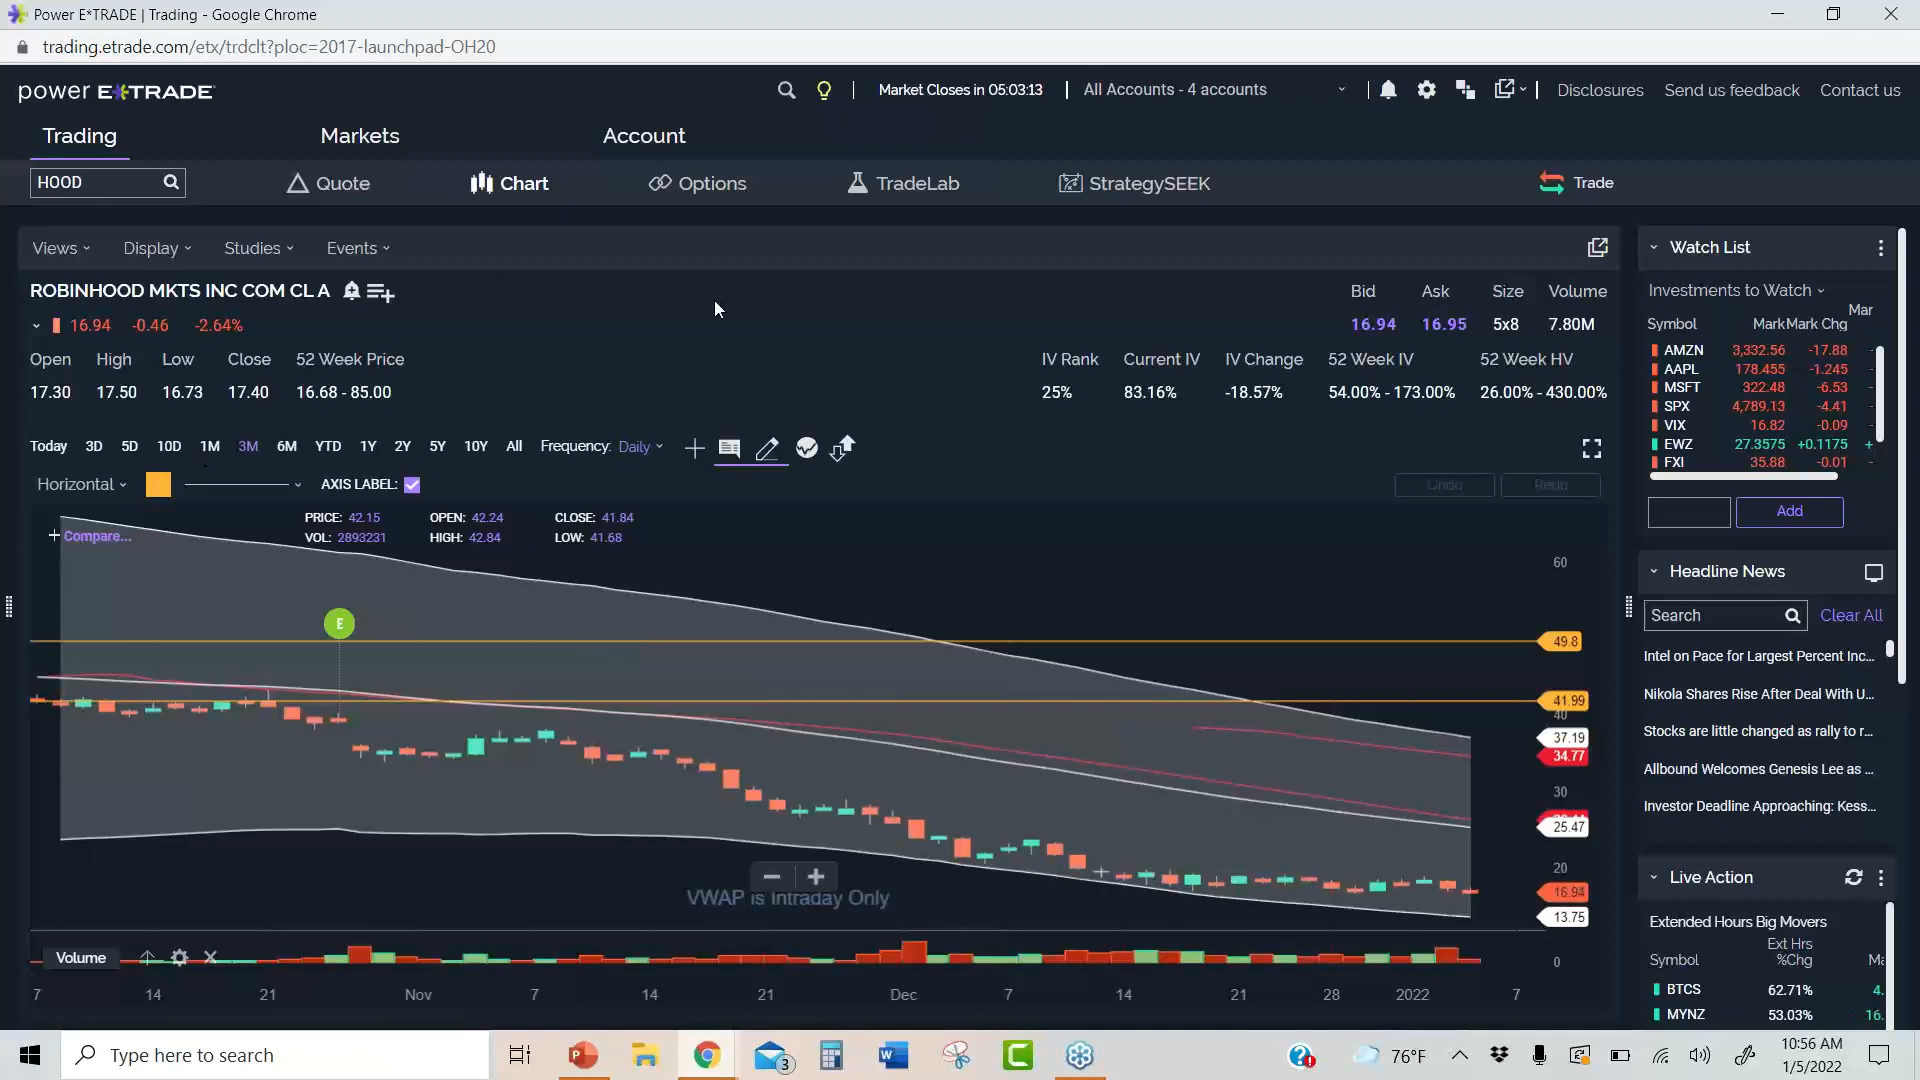 Power E*TRADE | Trading - Google Chrome
trading.etrade.com/etx/trdclt?ploc=2017-launchpad-OH20
power E*TRADE
Market Closes in 05:03:13
All Accounts - 4 accounts
Disclosures Send us feedback Contact us
Trading Markets Account
HOOD Quote Chart Options TradeLab StrategySEEK Trade
Views Display Studies Events
ROBINHOOD MKTS INC COM CL A
Bid Ask Size Volume
16.94 -0.46 -2.64%
16.94 16.95 5x8 7.80M
Open High Low Close 52 Week Price
IV Rank Current IV IV Change 52 Week IV 52 Week HV
17.30 17.50 16.73 17.40 16.68 - 85.00
25% 83.16% -18.57% 54.00% - 173.00% 26.00% - 430.00%
Today 3D 5D 10D 1M 3M 6M YTD 1Y 2Y 5Y 10Y All Frequency: Daily
Horizontal AXIS LABEL: Undo Redo
PRICE: 42.15 OPEN: 42.24 CLOSE: 41.84
VOL: 2893231 HIGH: 42.84 LOW: 41.68
Compare...
60
E
49.8
41.99
40
37.19
34.77
30
25.47
20
16.94
13.75
VWAP is Intraday Only
Volume
0
7 14 21 Nov 7 14 21 Dec 7 14 21 28 2022 7
Watch List
Investments to Watch
Mar
Symbol Mark Mark Chg
AMZN 3,332.56 -17.88 -
AAPL 178.455 -1.245 -
MSFT 322.48 -6.53 -
SPX 4,789.13 -4.41
VIX 16.82 -0.09 -
EWZ 27.3575 +0.1175 +
FXI 35.88 -0.01 -
Add
Headline News
Search Clear All
Intel on Pace for Largest Percent Inc...
Nikola Shares Rise After Deal With U...
Stocks are little changed as rally to r...
Allbound Welcomes Genesis Lee as ...
Investor Deadline Approaching: Kess...
Live Action
Extended Hours Big Movers
Ext Hrs
Symbol %Chg Ma
BTCS 62.71% 4.
MYNZ 53.03% 16.
Type here to search
3
76°F
10:56 AM
1/5/2022